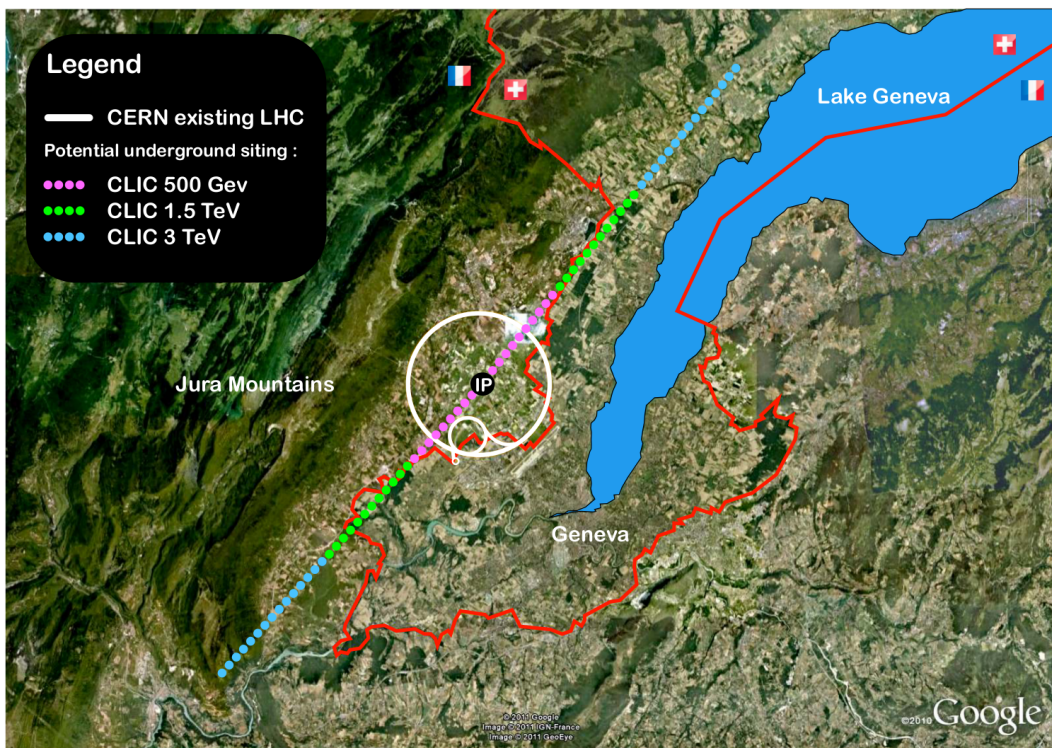 Legend
CERN existing LHC
Potential underground siting :
CLIC 500 Gev
CLIC 1.5 TeV
CLIC 3 TeV
Lake Geneva
Jura Mountains
IP
Geneva
© 2011 Google
Image © 2011 IGN-France
Image © 2011 GeoEye
©2010 Google